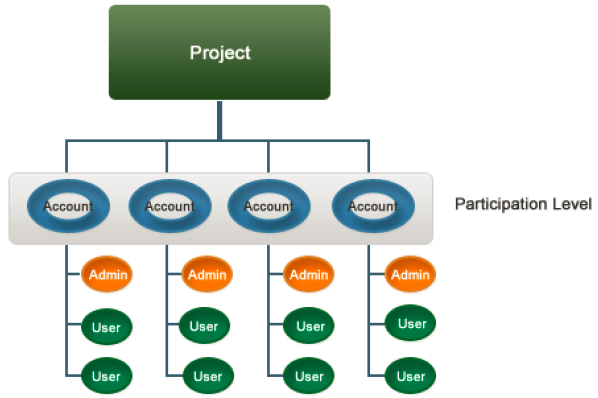 Project
Account Account Account Account
Participation Level
Admin Admin Admin Admin
User User User User
User User User User